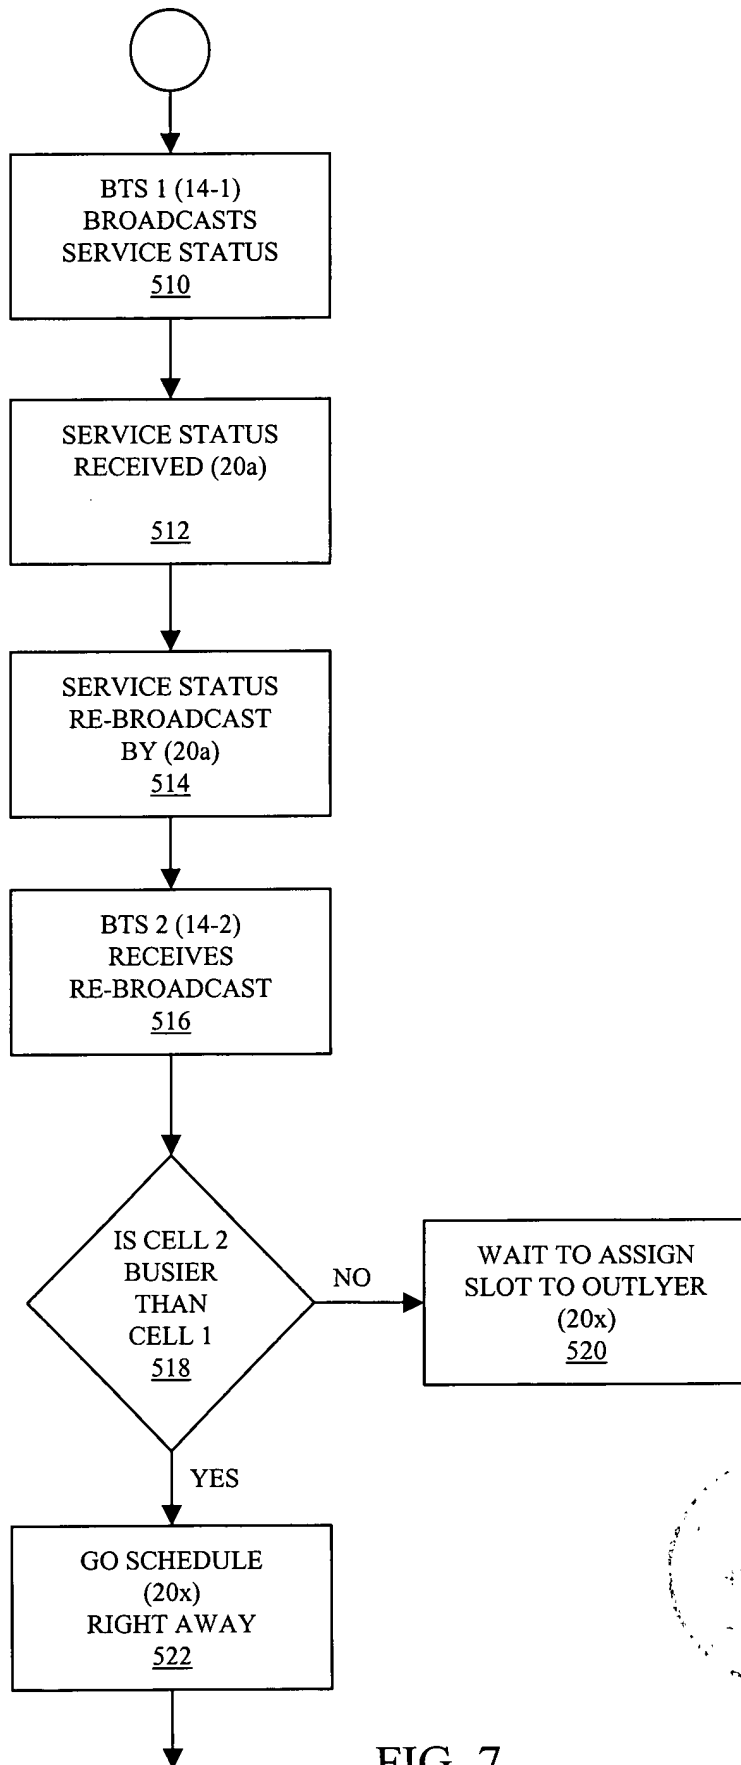 BTS 1 (14-1)
BROADCASTS
SERVICE STATUS
510
SERVICE STATUS
RECEIVED (20a)
512
SERVICE STATUS
RE-BROADCAST
BY (20a)
514
BTS 2 (14-2)
RECEIVES
RE-BROADCAST
516
IS CELL 2
BUSIER
THAN
CELL 1
518
NO
WAIT TO ASSIGN
SLOT TO OUTLYER
(20x)
520
YES
GO SCHEDULE
(20x)
RIGHT AWAY
522
FIG. 7